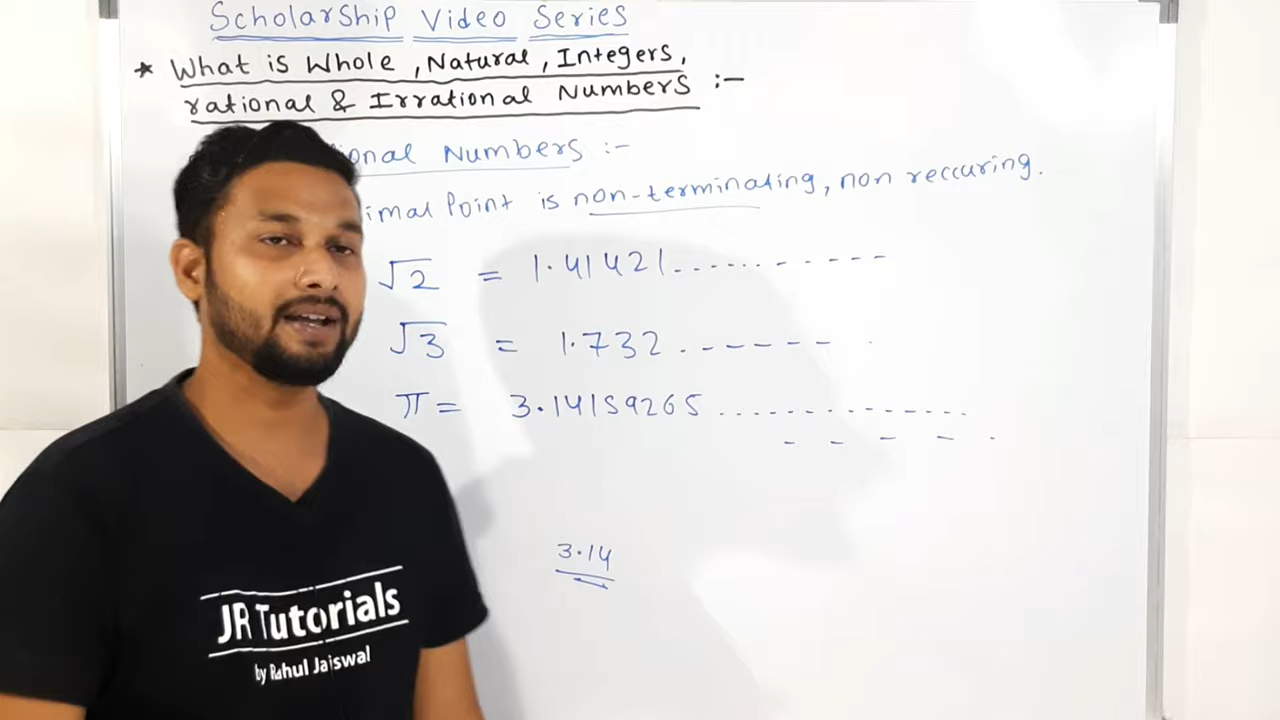 Scholarship Video Series
* What is Whole, Natural, Integers,
rational & Irrational Numbers :-
onal Numbers :-
imal Point is non-terminating, non reccuring.
√2 = 1.41421...........
√3 = 1.732.------ .
π = 3.14159265..............
- - - .
3.14
JR Tutorials
by Rahul Jaiswal